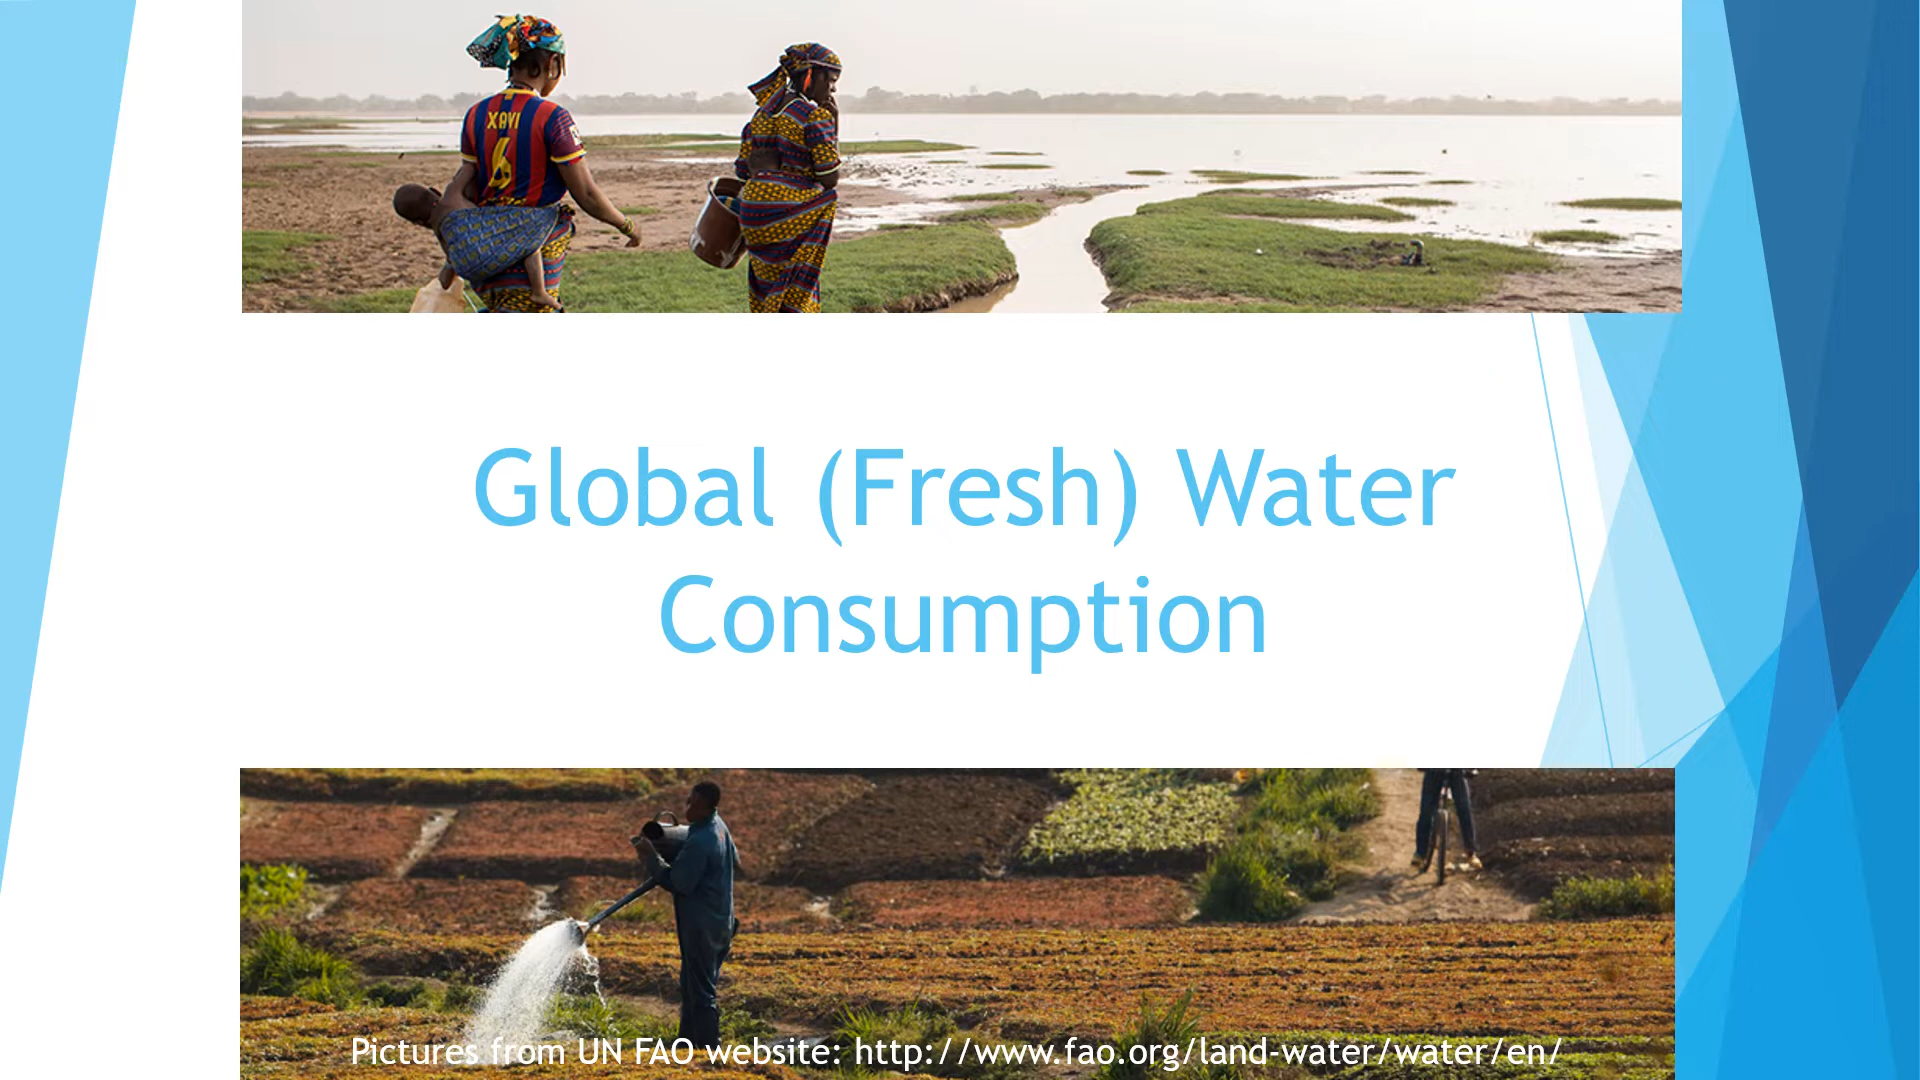 XAVI
6
Global (Fresh) Water
Consumption
Pictures from UN FAO website: http://www.fao.org/land-water/water/en/